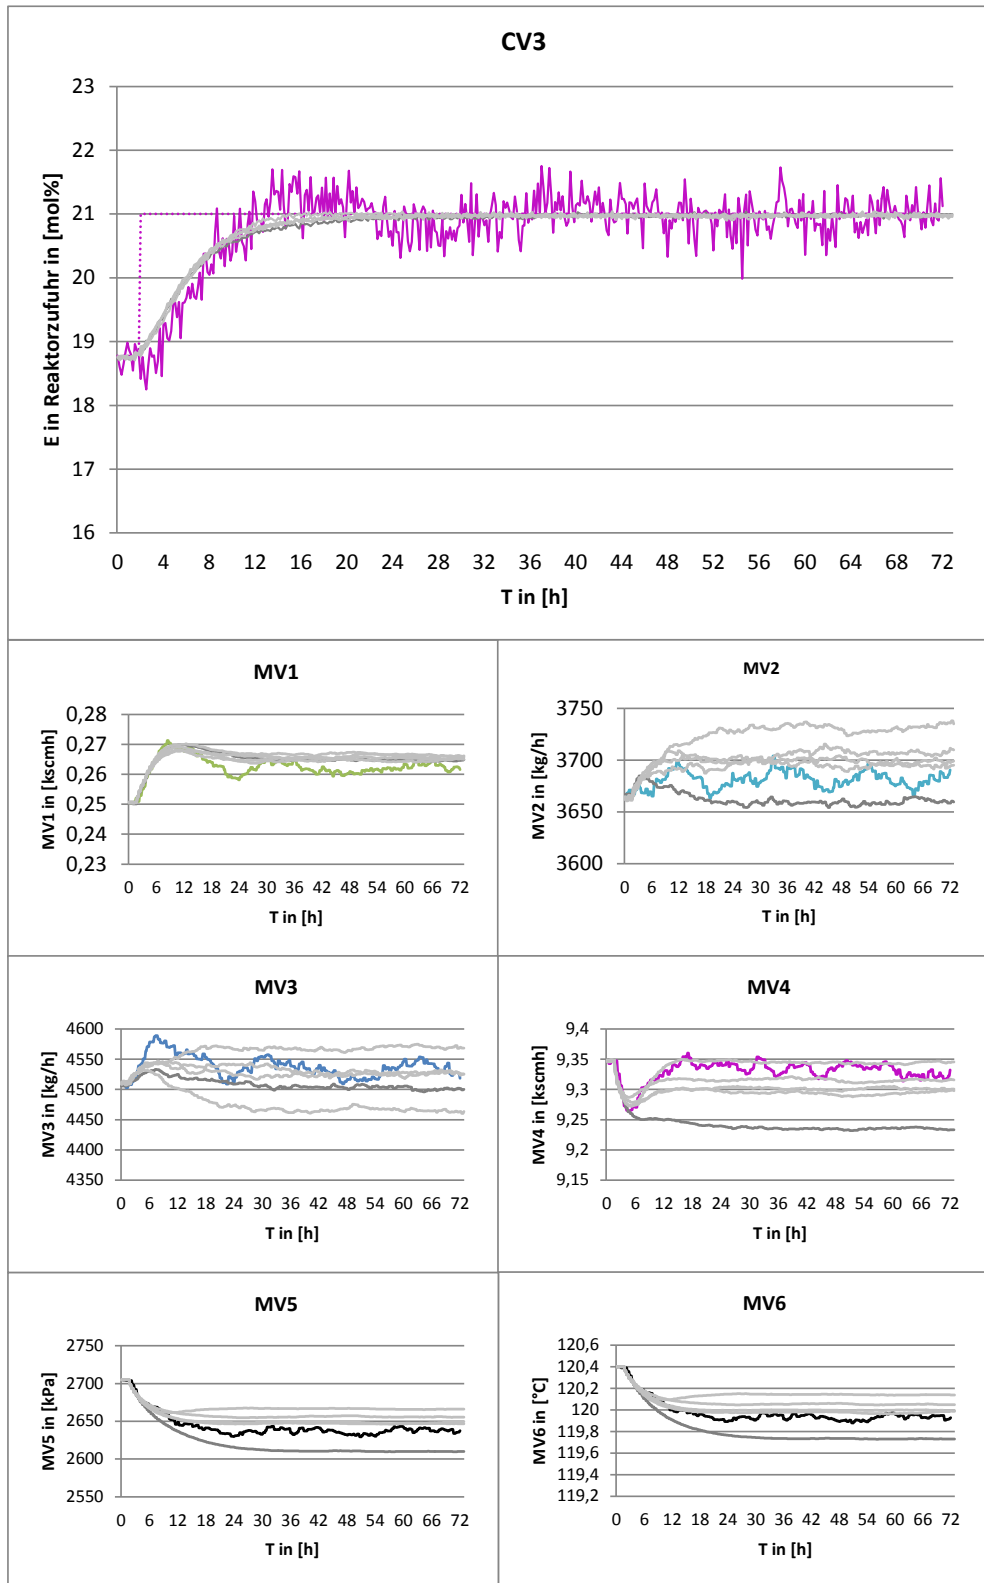 CV3
E in Reaktorzufuhr in [mol%]
23
22
21
20
19
18
17
16
0 4 8 12 16 20 24 28 32 36 40 44 48 52 56 60 64 68 72
T in [h]
MV1
MV1 in [kscmh]
0,28
0,27
0,26
0,25
0,24
0,23
0 6 12 18 24 30 36 42 48 54 60 66 72
T in [h]
MV2
MV2 in [kg/h]
3750
3700
3650
3600
0 6 12 18 24 30 36 42 48 54 60 66 72
T in [h]
MV3
MV3 in [kg/h]
4600
4550
4500
4450
4400
4350
0 6 12 18 24 30 36 42 48 54 60 66 72
T in [h]
MV4
MV4 in [kscmh]
9,4
9,35
9,3
9,25
9,2
9,15
0 6 12 18 24 30 36 42 48 54 60 66 72
T in [h]
MV5
MV5 in [kPa]
2750
2700
2650
2600
2550
0 6 12 18 24 30 36 42 48 54 60 66 72
T in [h]
MV6
MV6 in [°C]
120,6
120,4
120,2
120
119,8
119,6
119,4
119,2
0 6 12 18 24 30 36 42 48 54 60 66 72
T in [h]